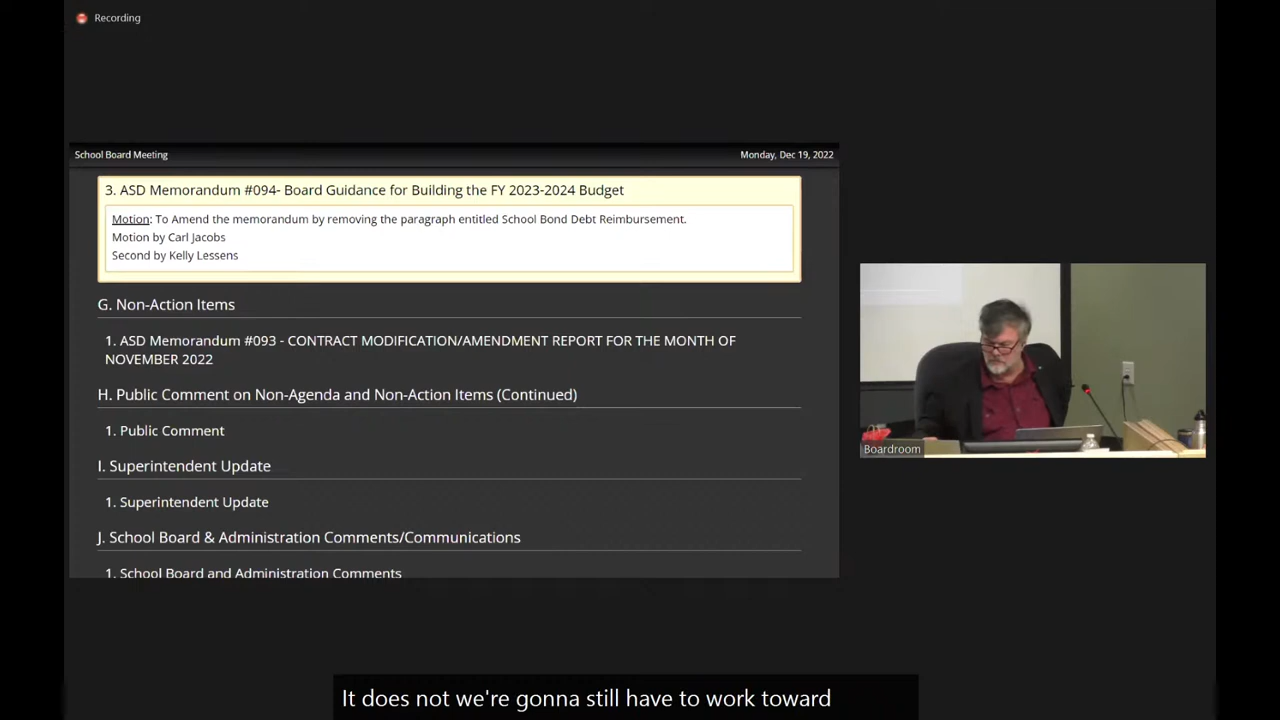 Recording
School Board Meeting
Monday, Dec 19, 2022
3. ASD Memorandum #094- Board Guidance for Building the FY 2023-2024 Budget
Motion: To Amend the memorandum by removing the paragraph entitled School Bond Debt Reimbursement.
Motion by Carl Jacobs
Second by Kelly Lessens
G. Non-Action Items
1. ASD Memorandum #093 - CONTRACT MODIFICATION/AMENDMENT REPORT FOR THE MONTH OF
NOVEMBER 2022
H. Public Comment on Non-Agenda and Non-Action Items (Continued)
1. Public Comment
I. Superintendent Update
1. Superintendent Update
J. School Board & Administration Comments/Communications
1. School Board and Administration Comments
Boardroom
It does not we're gonna still have to work toward